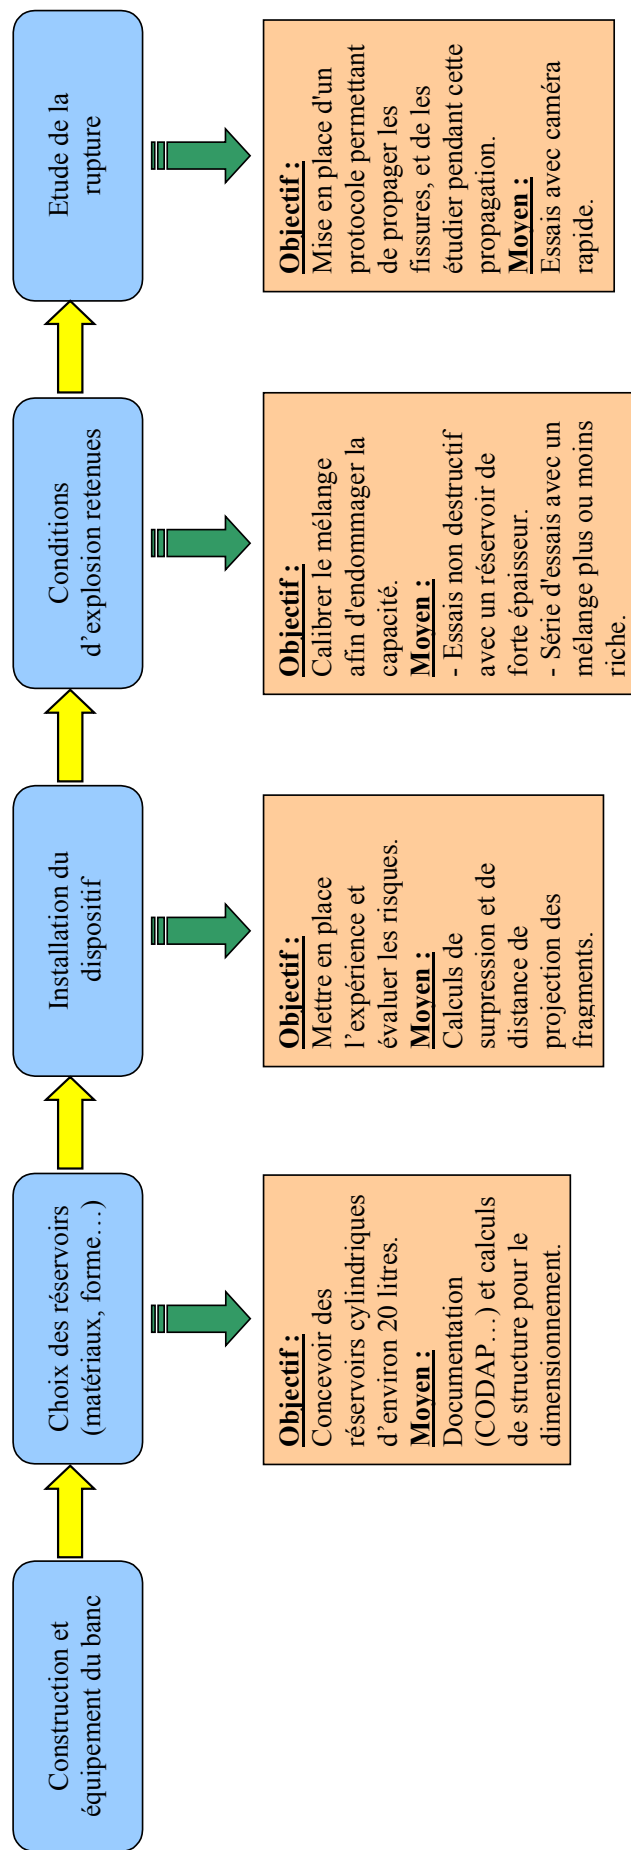 Construction et
équipement du banc
Choix des réservoirs
(matériaux, forme…)
Objectif :
Concevoir des
réservoirs cylindriques
d’environ 20 litres.
Moyen :
Documentation
(CODAP…) et calculs
de structure pour le
dimensionnement.
Installation du
dispositif
Objectif :
Mettre en place
l’expérience et
évaluer les risques.
Moyen :
Calculs de
surpression et de
distance de
projection des
fragments.
Conditions
d’explosion retenues
Objectif :
Calibrer le mélange
afin d'endommager la
capacité.
Moyen :
- Essais non destructif
avec un réservoir de
forte épaisseur.
- Série d'essais avec un
mélange plus ou moins
riche.
Etude de la
rupture
Objectif :
Mise en place d'un
protocole permettant
de propager les
fissures, et de les
étudier pendant cette
propagation.
Moyen :
Essais avec caméra
rapide.